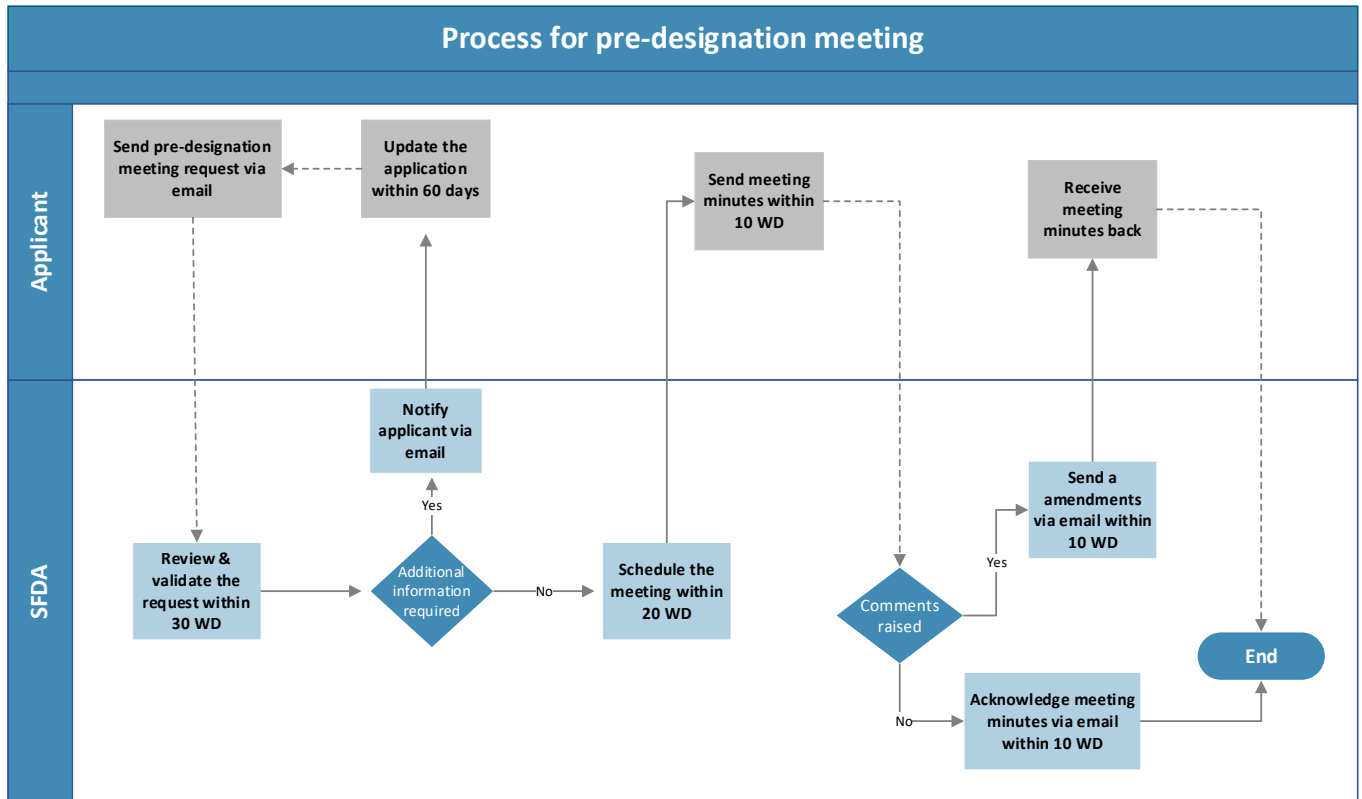 Process for pre-designation meeting
Applicant
Send pre-designation
meeting request via
email
Update the
application
within 60 days
Send meeting
minutes within
10 WD
Receive
meeting
minutes back
SFDA
Notify
applicant via
email
Yes
Review &
validate the
request within
30 WD
Additional
information
required
No
Schedule the
meeting within
20 WD
Comments
raised
Yes
Send a
amendments
via email within
10 WD
No
Acknowledge meeting
minutes via email
within 10 WD
End